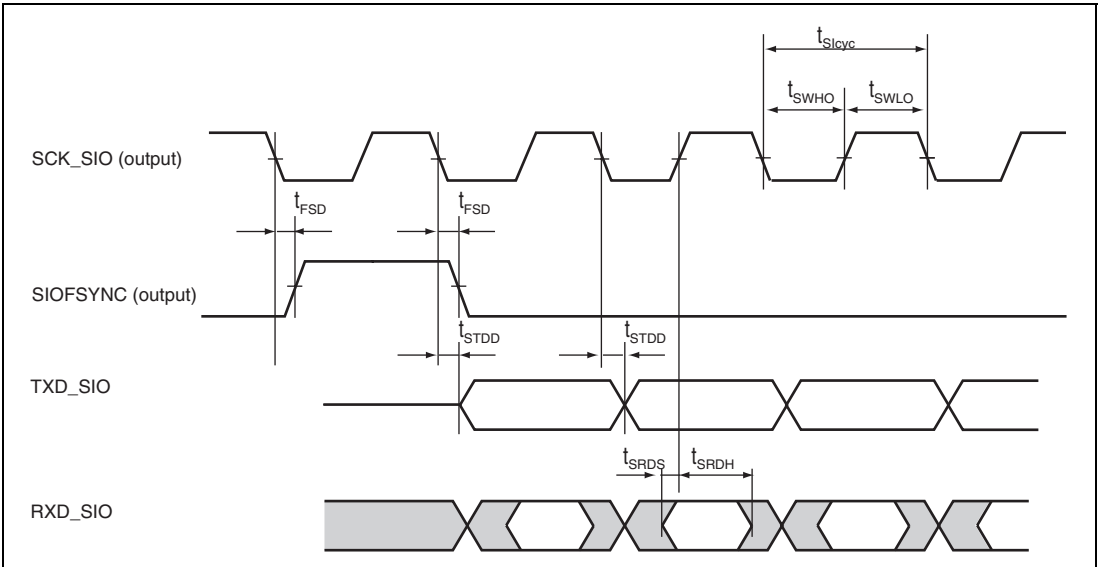 tSIcyc
tSWHO tSWLO
SCK_SIO (output)
tFSD tFSD
SIOFSYNC (output)
tSTDD tSTDD
TXD_SIO
tSRDS tSRDH
RXD_SIO